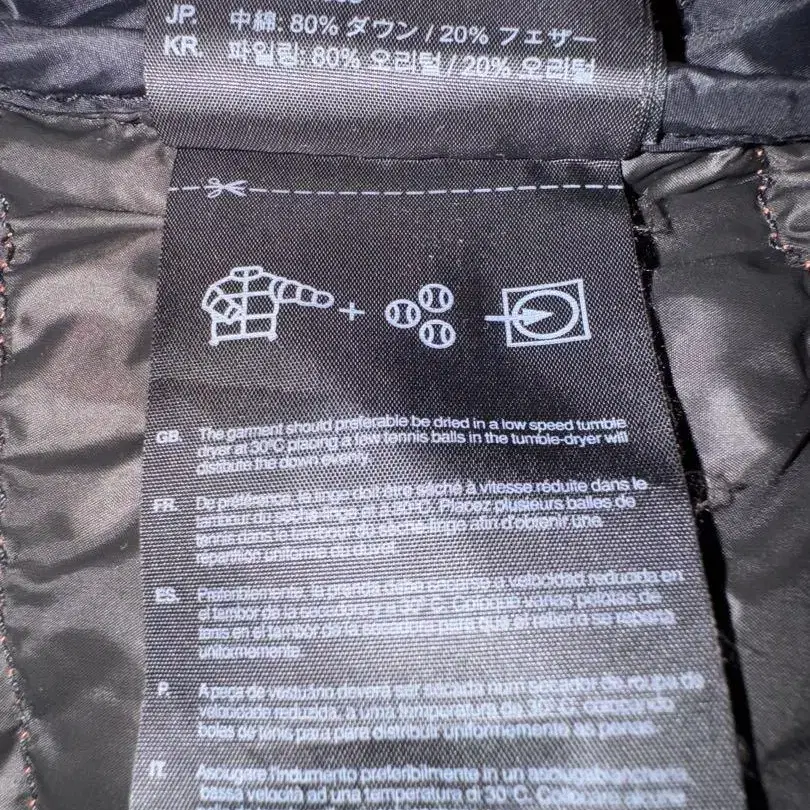 JP. 中綿: 80% ダウン / 20% フェザー
KR. 파일링: 80% 오리털 / 20% 오리털
GB. The garment should preferable be dried in a low speed tumble
dryer at 30°C placing a few tennis balls in the tumble-dryer will
distribute the down evenly.
FR. De préférence, le linge doit être séché à vitesse réduite dans le
tambour du sèche-linge à 30°C. Placez plusieurs balles de
tennis dans le tambour du sèche-linge afin d'obtenir une
répartition uniforme du duvet.
ES. Preferiblemente, la prenda debe secarse a velocidad reducida en
el tambor de la secadora y a 30°C. Coloque varias pelotas de
tenis en el tambor de la secadora para que el relleno se reparta
uniformemente.
P. A peça de vestuário deverá ser secada num secador de roupa de
velocidade reduzida, a uma temperatura de 30°C, colocando
bolas de tenis para para distribuir uniformemente as penas.
IT. Asciugare l'indumento preferibilmente in un asciugabiancheria
bassa velocità ad una temperatura di 30°C. Collocare